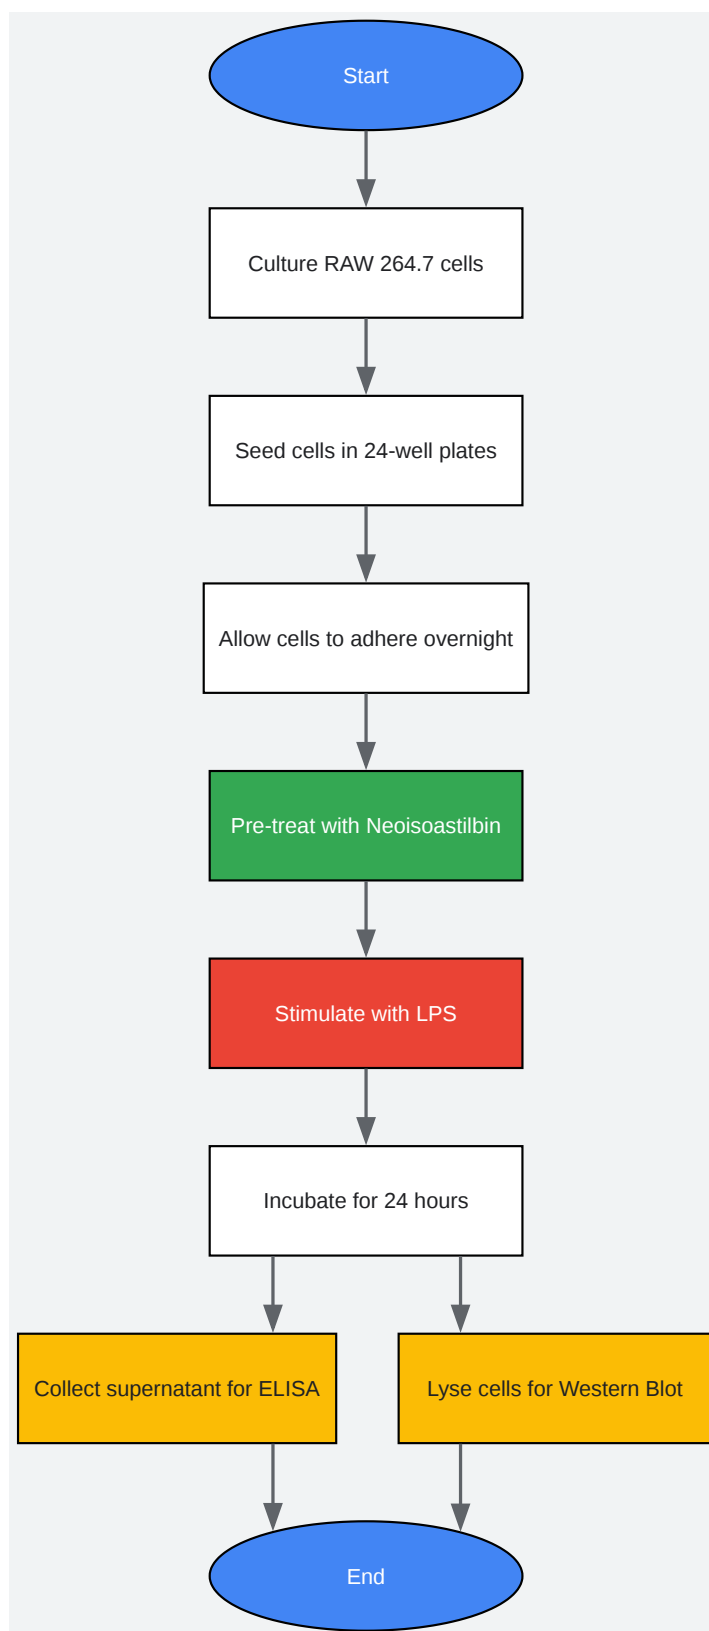 Start
Culture RAW 264.7 cells
Seed cells in 24-well plates
Allow cells to adhere overnight
Pre-treat with Neoisoastilbin
Stimulate with LPS
Incubate for 24 hours
Collect supernatant for ELISA
Lyse cells for Western Blot
End